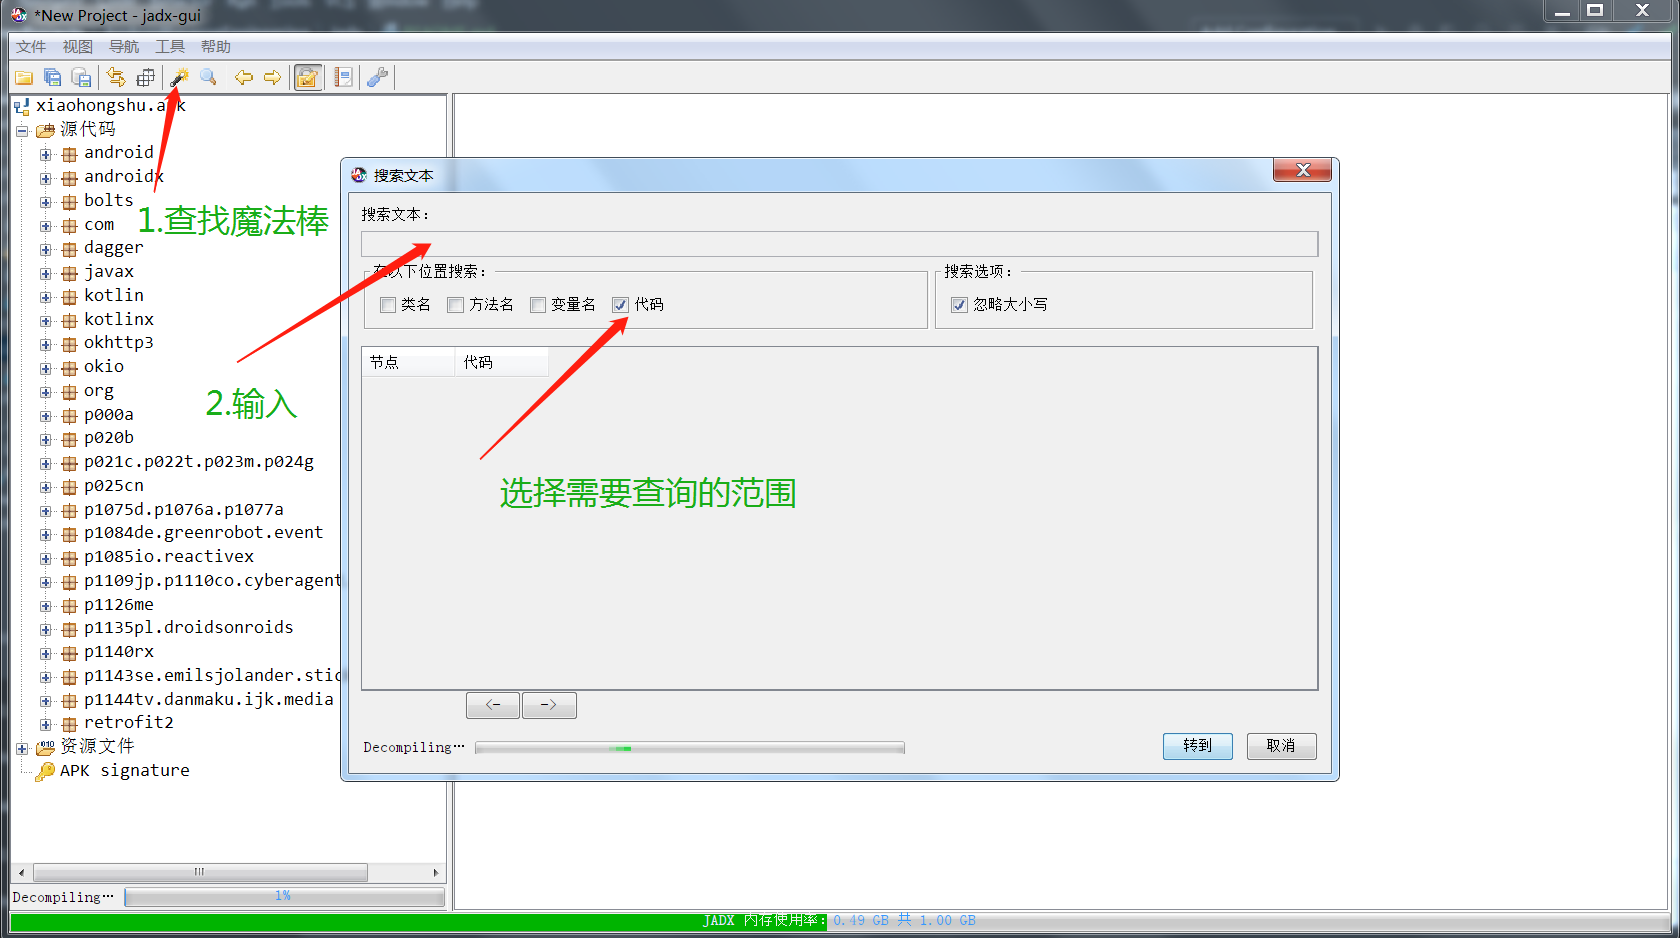 *New Project - jadx-gui
文件 视图 导航 工具 帮助
xiaohongshu.apk
源代码
android
androidx
bolts
com
dagger
javax
kotlin
kotlinx
okhttp3
okio
org
p000a
p020b
p021c.p022t.p023m.p024g
p025cn
p1075d.p1076a.p1077a
p1084de.greenrobot.event
p1085io.reactivex
p1109jp.p1110co.cyberagent
p1126me
p1135pl.droidsonroids
p1140rx
p1143se.emilsjolander.stic
p1144tv.danmaku.ijk.media
retrofit2
资源文件
APK signature
1.查找魔法棒
2.输入
搜索文本
搜索文本：
在以下位置搜索：
类名 方法名 变量名 代码
搜索选项：
忽略大小写
节点 代码
选择需要查询的范围
<- ->
Decompiling…
转到 取消
Decompiling… 1%
JADX 内存使用率：0.49 GB 共 1.00 GB